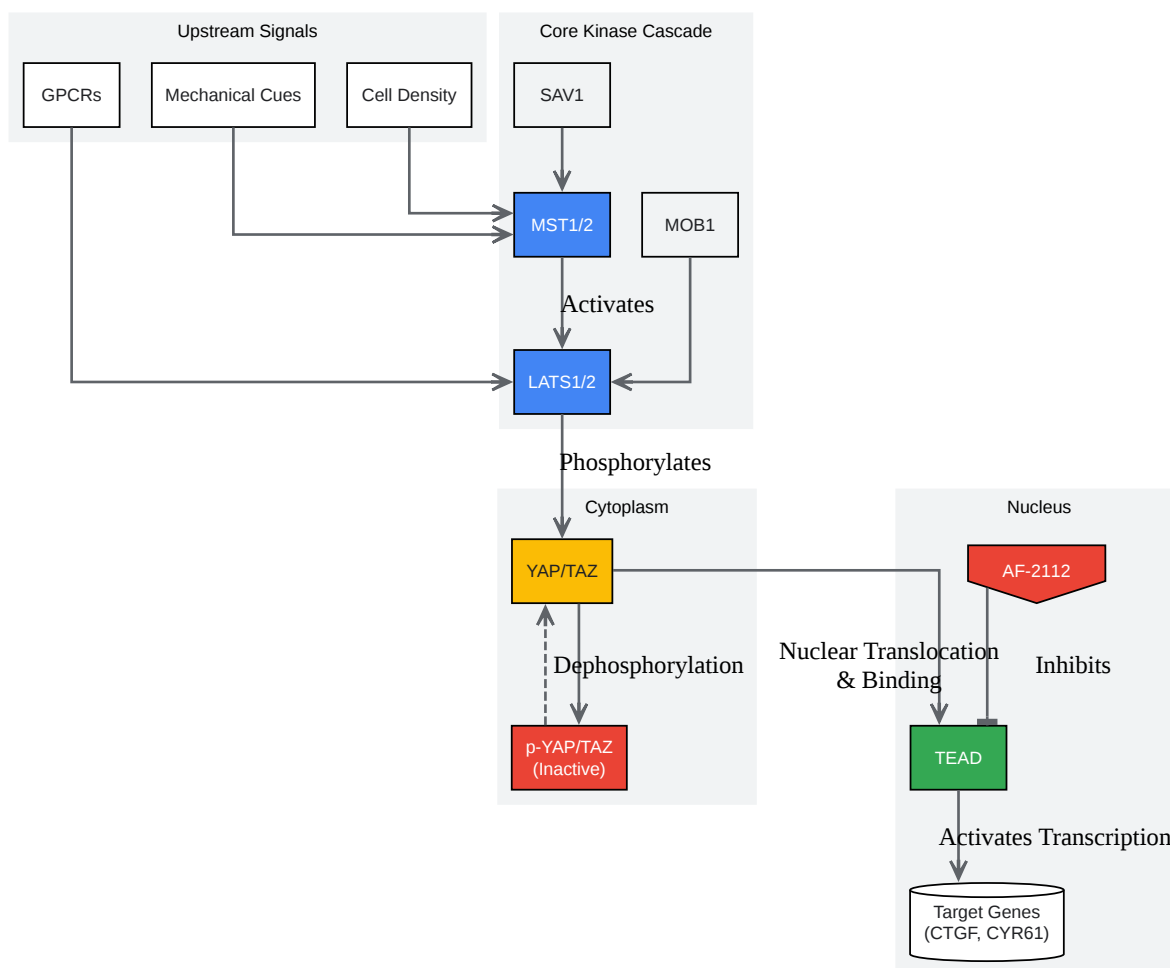 Upstream Signals
Core Kinase Cascade
GPCRs
Mechanical Cues
Cell Density
SAV1
MST1/2
MOB1
Activates
LATS1/2
Phosphorylates
Cytoplasm
Nucleus
YAP/TAZ
AF-2112
Dephosphorylation
Nuclear Translocation
& Binding
Inhibits
p-YAP/TAZ
(Inactive)
TEAD
Activates Transcription
Target Genes
(CTGF, CYR61)